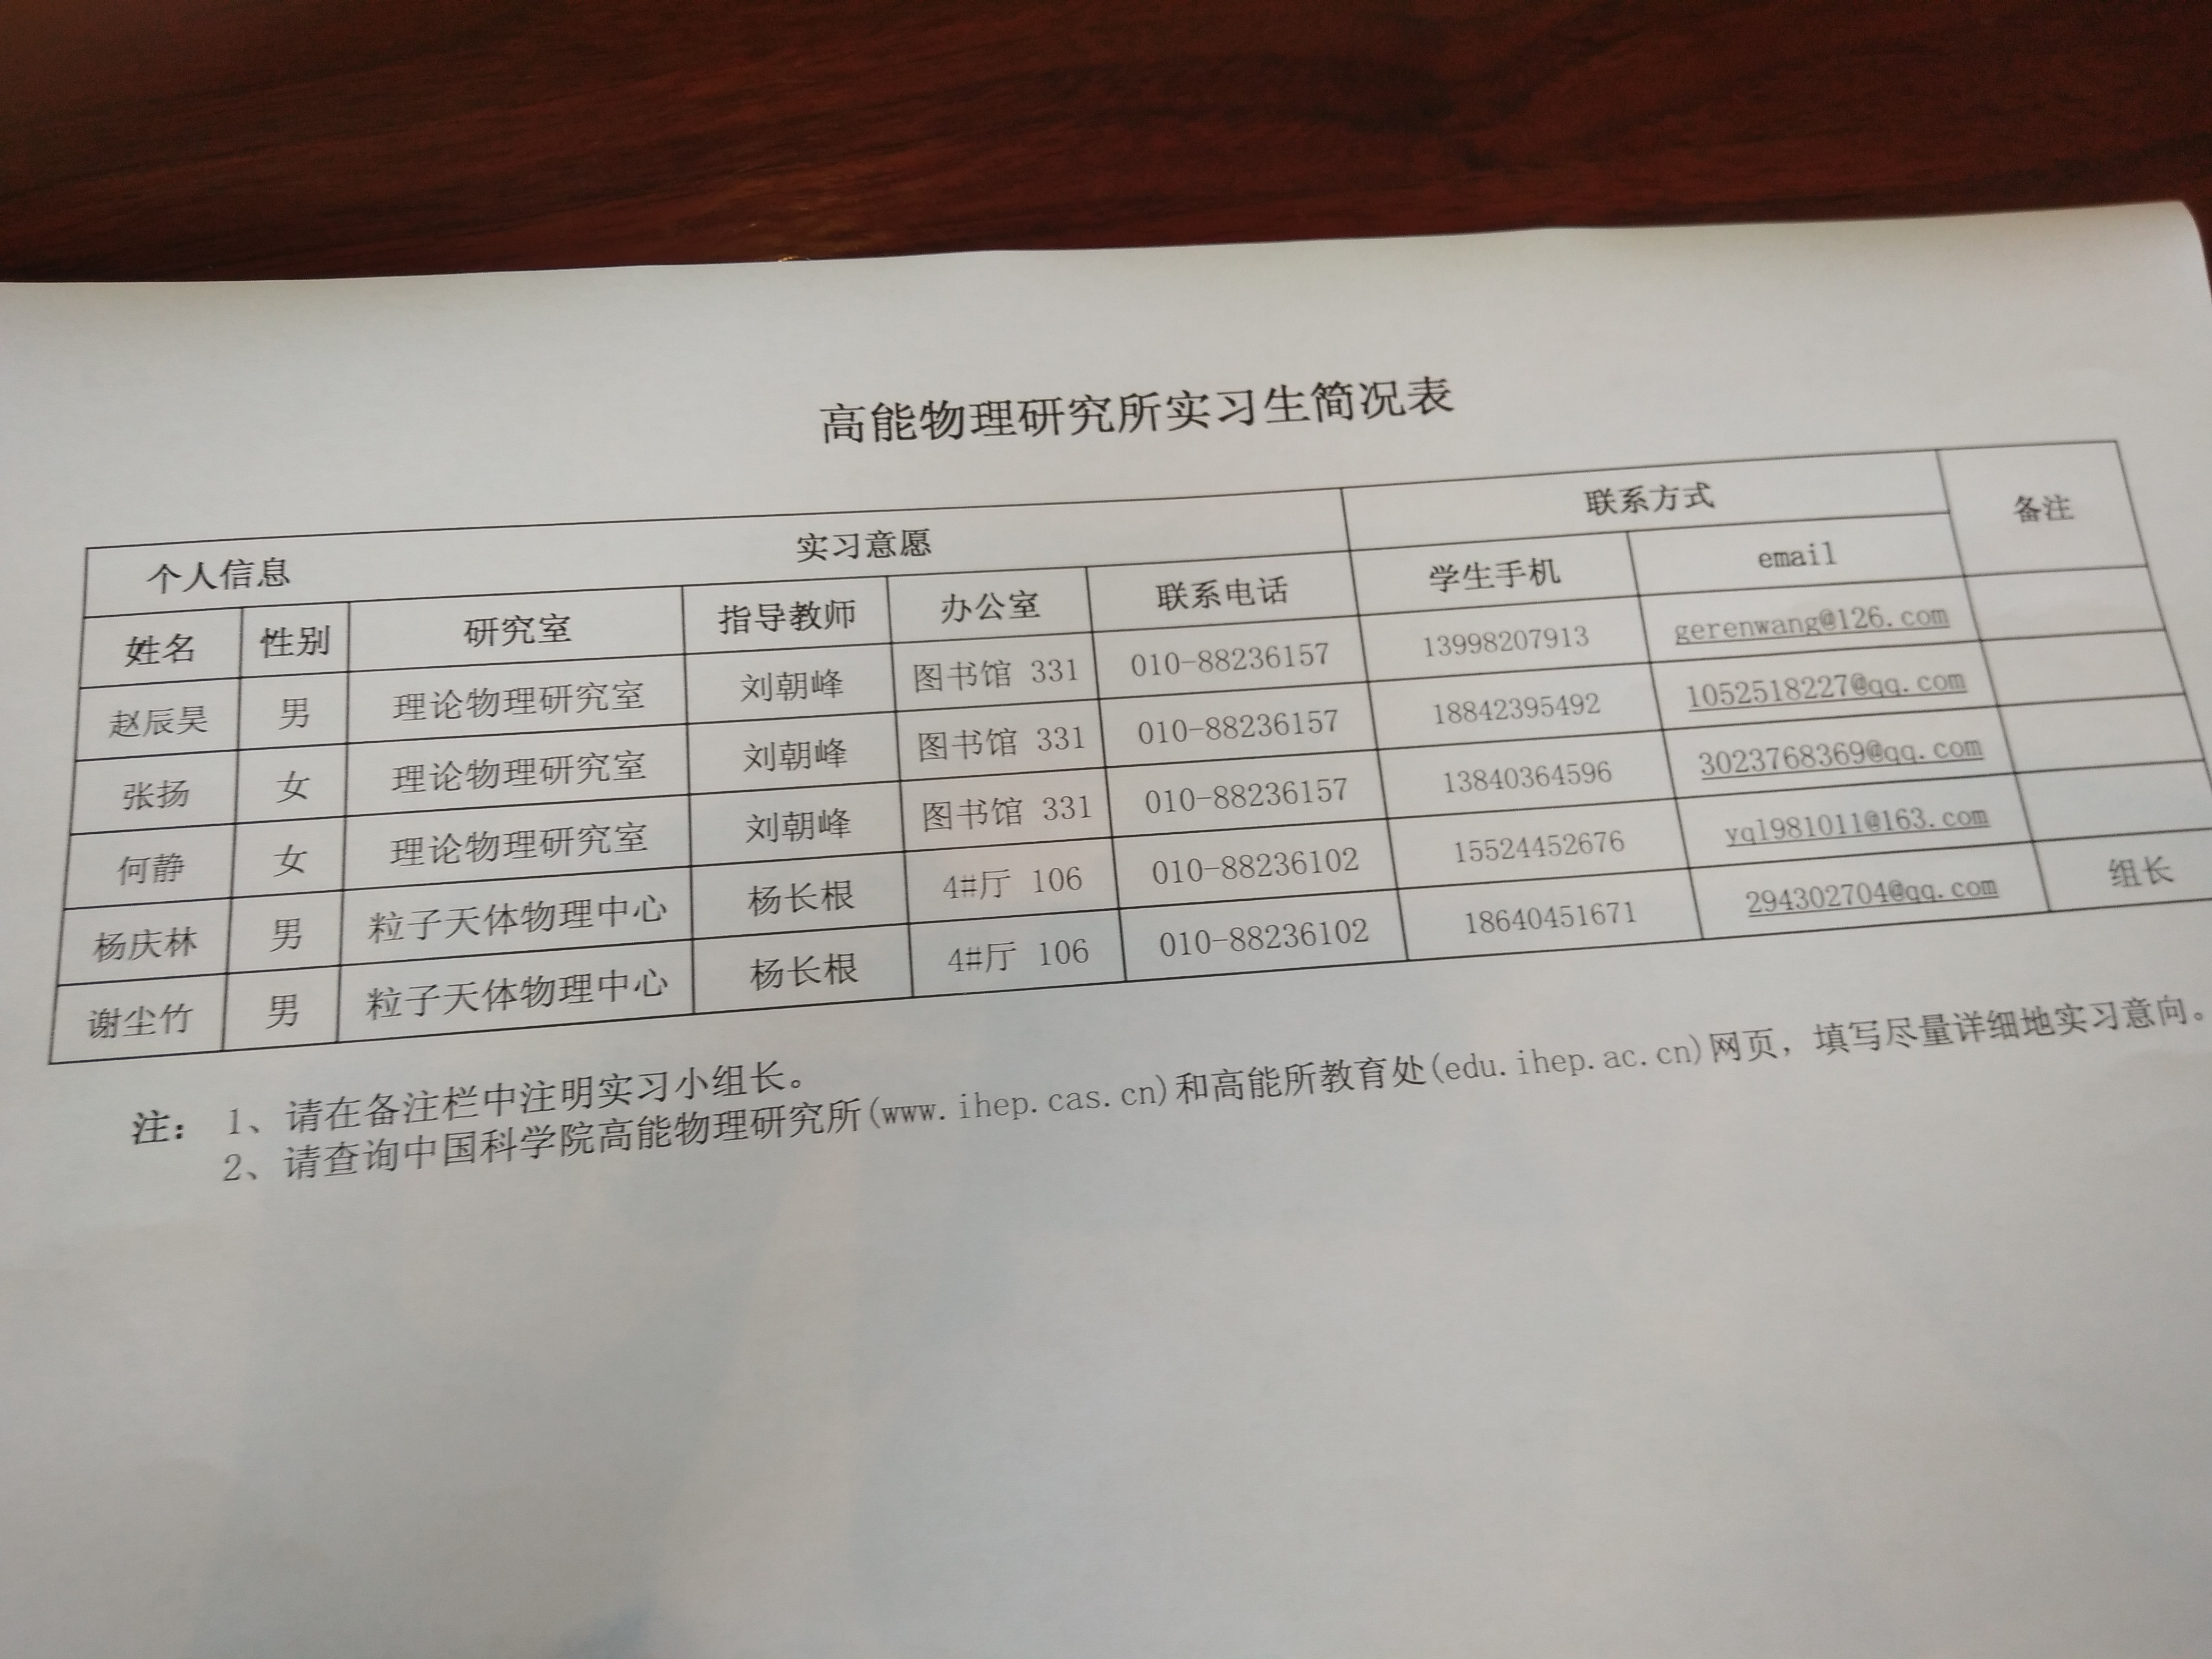 高能物理研究所实习生简况表
个人信息 实习意愿 联系方式 备注
姓名 性别 研究室 指导教师 办公室 联系电话 学生手机 email
赵辰昊 男 理论物理研究室 刘朝峰 图书馆 331 010-88236157 13998207913 gerenwang@126.com
张扬 女 理论物理研究室 刘朝峰 图书馆 331 010-88236157 18842395492 1052518227@qq.com
何静 女 理论物理研究室 刘朝峰 图书馆 331 010-88236157 13840364596 3023768369@qq.com
杨庆林 男 粒子天体物理中心 杨长根 4#厅 106 010-88236102 15524452676 yql981011@163.com
谢尘竹 男 粒子天体物理中心 杨长根 4#厅 106 010-88236102 18640451671 294302704@qq.com 组长
注： 1、请在备注栏中注明实习小组长。
2、请查询中国科学院高能物理研究所(www.ihep.cas.cn)和高能所教育处(edu.ihep.ac.cn)网页，填写尽量详细地实习意向。